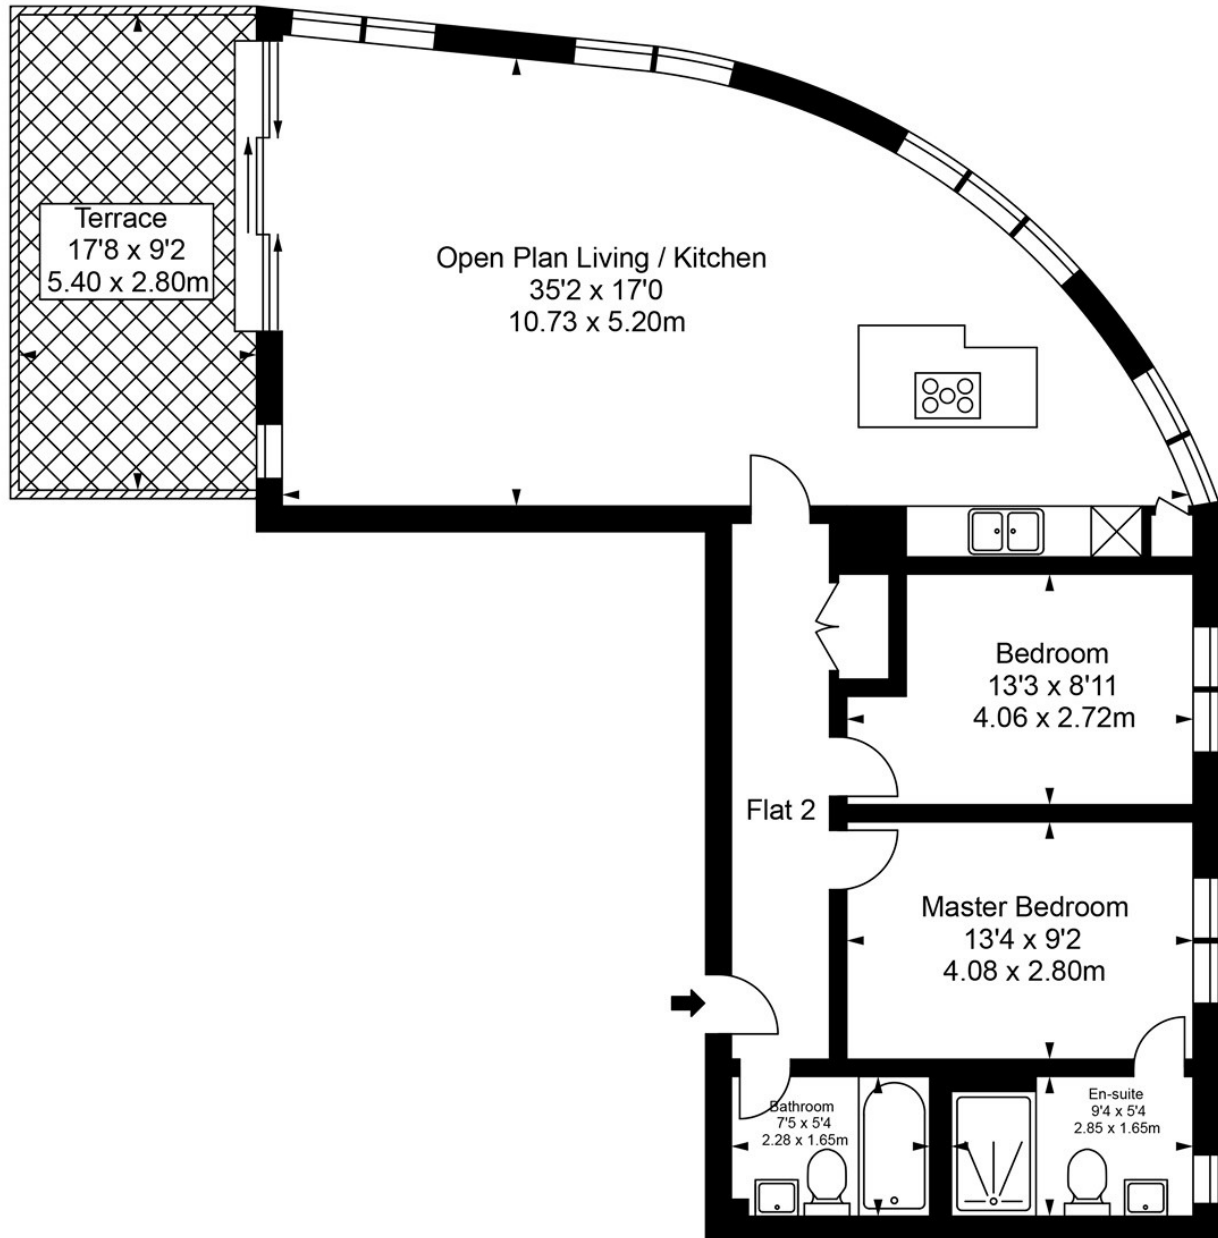 Terrace
17'8 x 9'2
5.40 x 2.80m
Open Plan Living / Kitchen
35'2 x 17'0
10.73 x 5.20m
Bedroom
13'3 x 8'11
4.06 x 2.72m
Flat 2
Master Bedroom
13'4 x 9'2
4.08 x 2.80m
Bathroom
7'5 x 5'4
2.28 x 1.65m
En-suite
9'4 x 5'4
2.85 x 1.65m